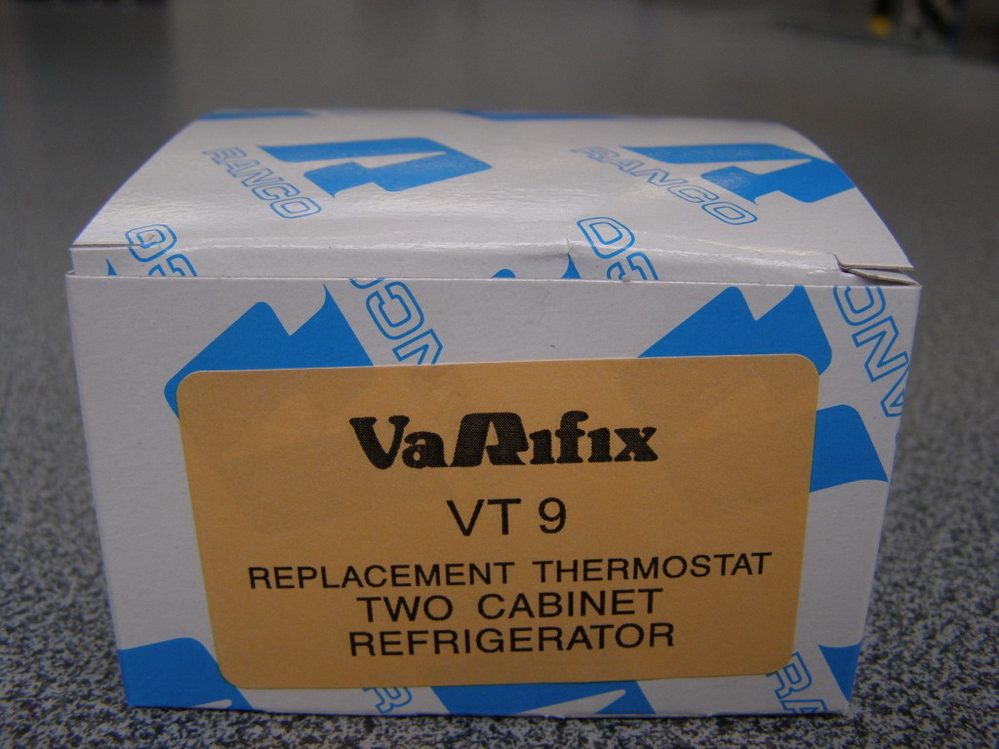 RANCO
RANCO
VaRifix
VT 9
REPLACEMENT THERMOSTAT
TWO CABINET
REFRIGERATOR